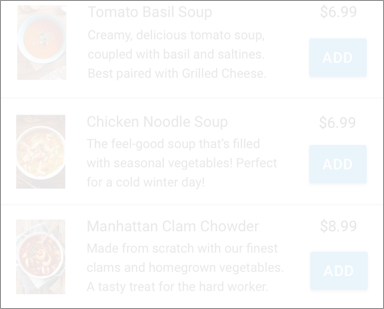 Tomato Basil Soup $6.99
Creamy, delicious tomato soup,
coupled with basil and saltines.
Best paired with Grilled Cheese.
ADD
Chicken Noodle Soup $6.99
The feel-good soup that's filled
with seasonal vegetables! Perfect
for a cold winter day!
ADD
Manhattan Clam Chowder $8.99
Made from scratch with our finest
clams and homegrown vegetables.
A tasty treat for the hard worker.
ADD